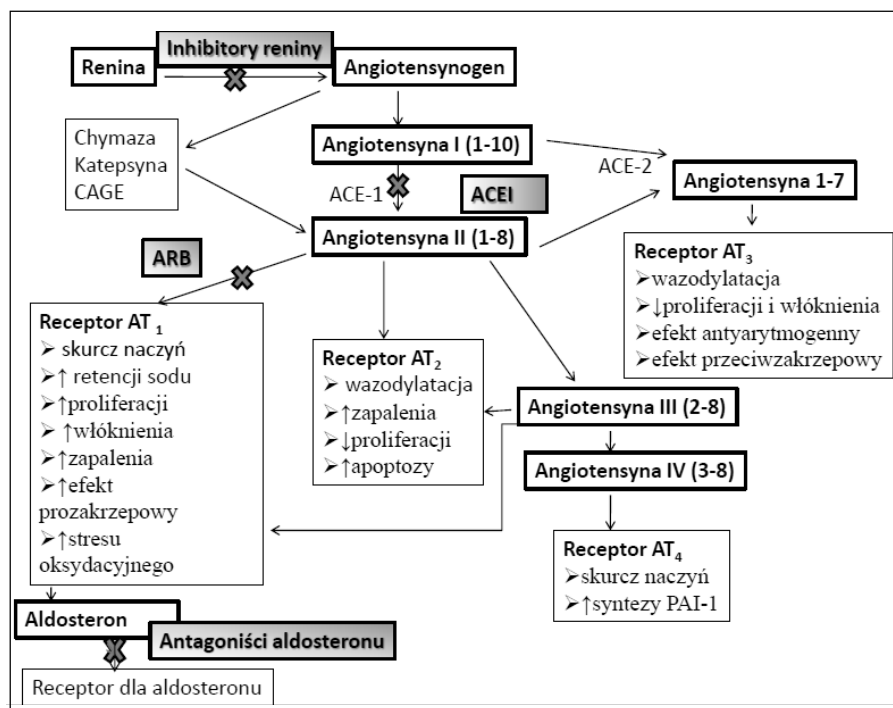 Inhibitory reniny
Renina
Angiotensynogen
Chymaza
Katepsyna
CAGE
Angiotensyna I (1-10)
ACE-1
ACEI
ACE-2
Angiotensyna 1-7
Angiotensyna II (1-8)
ARB
Receptor AT₃
➢wazodylatacja
➢↓proliferacji i włóknienia
➢efekt antyarytmogenny
➢efekt przeciwzakrzepowy
Receptor AT ₁
➢ skurcz naczyń
➢↑ retencji sodu
➢↑proliferacji
➢ ↑włóknienia
➢↑zapalenia
➢↑efekt
prozakrzepowy
➢↑stresu
oksydacyjnego
Receptor AT₂
➢ wazodylatacja
➢↑zapalenia
➢↓proliferacji
➢↑apoptozy
Angiotensyna III (2-8)
Angiotensyna IV (3-8)
Receptor AT₄
➢skurcz naczyń
➢↑syntezy PAI-1
Aldosteron
Antagoniści aldosteronu
Receptor dla aldosteronu